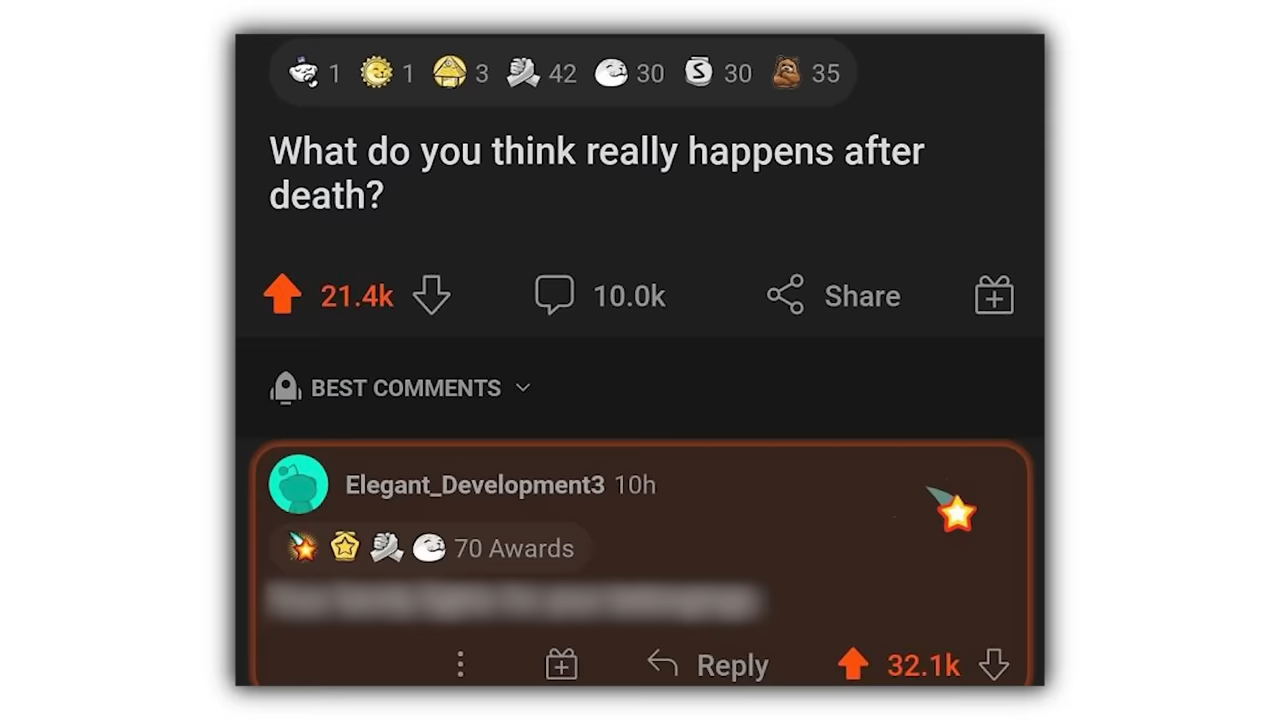 1 1 3 42 30 30 35
What do you think really happens after
death?
21.4k 10.0k Share
BEST COMMENTS
Elegant_Development3 10h
70 Awards
Reply 32.1k